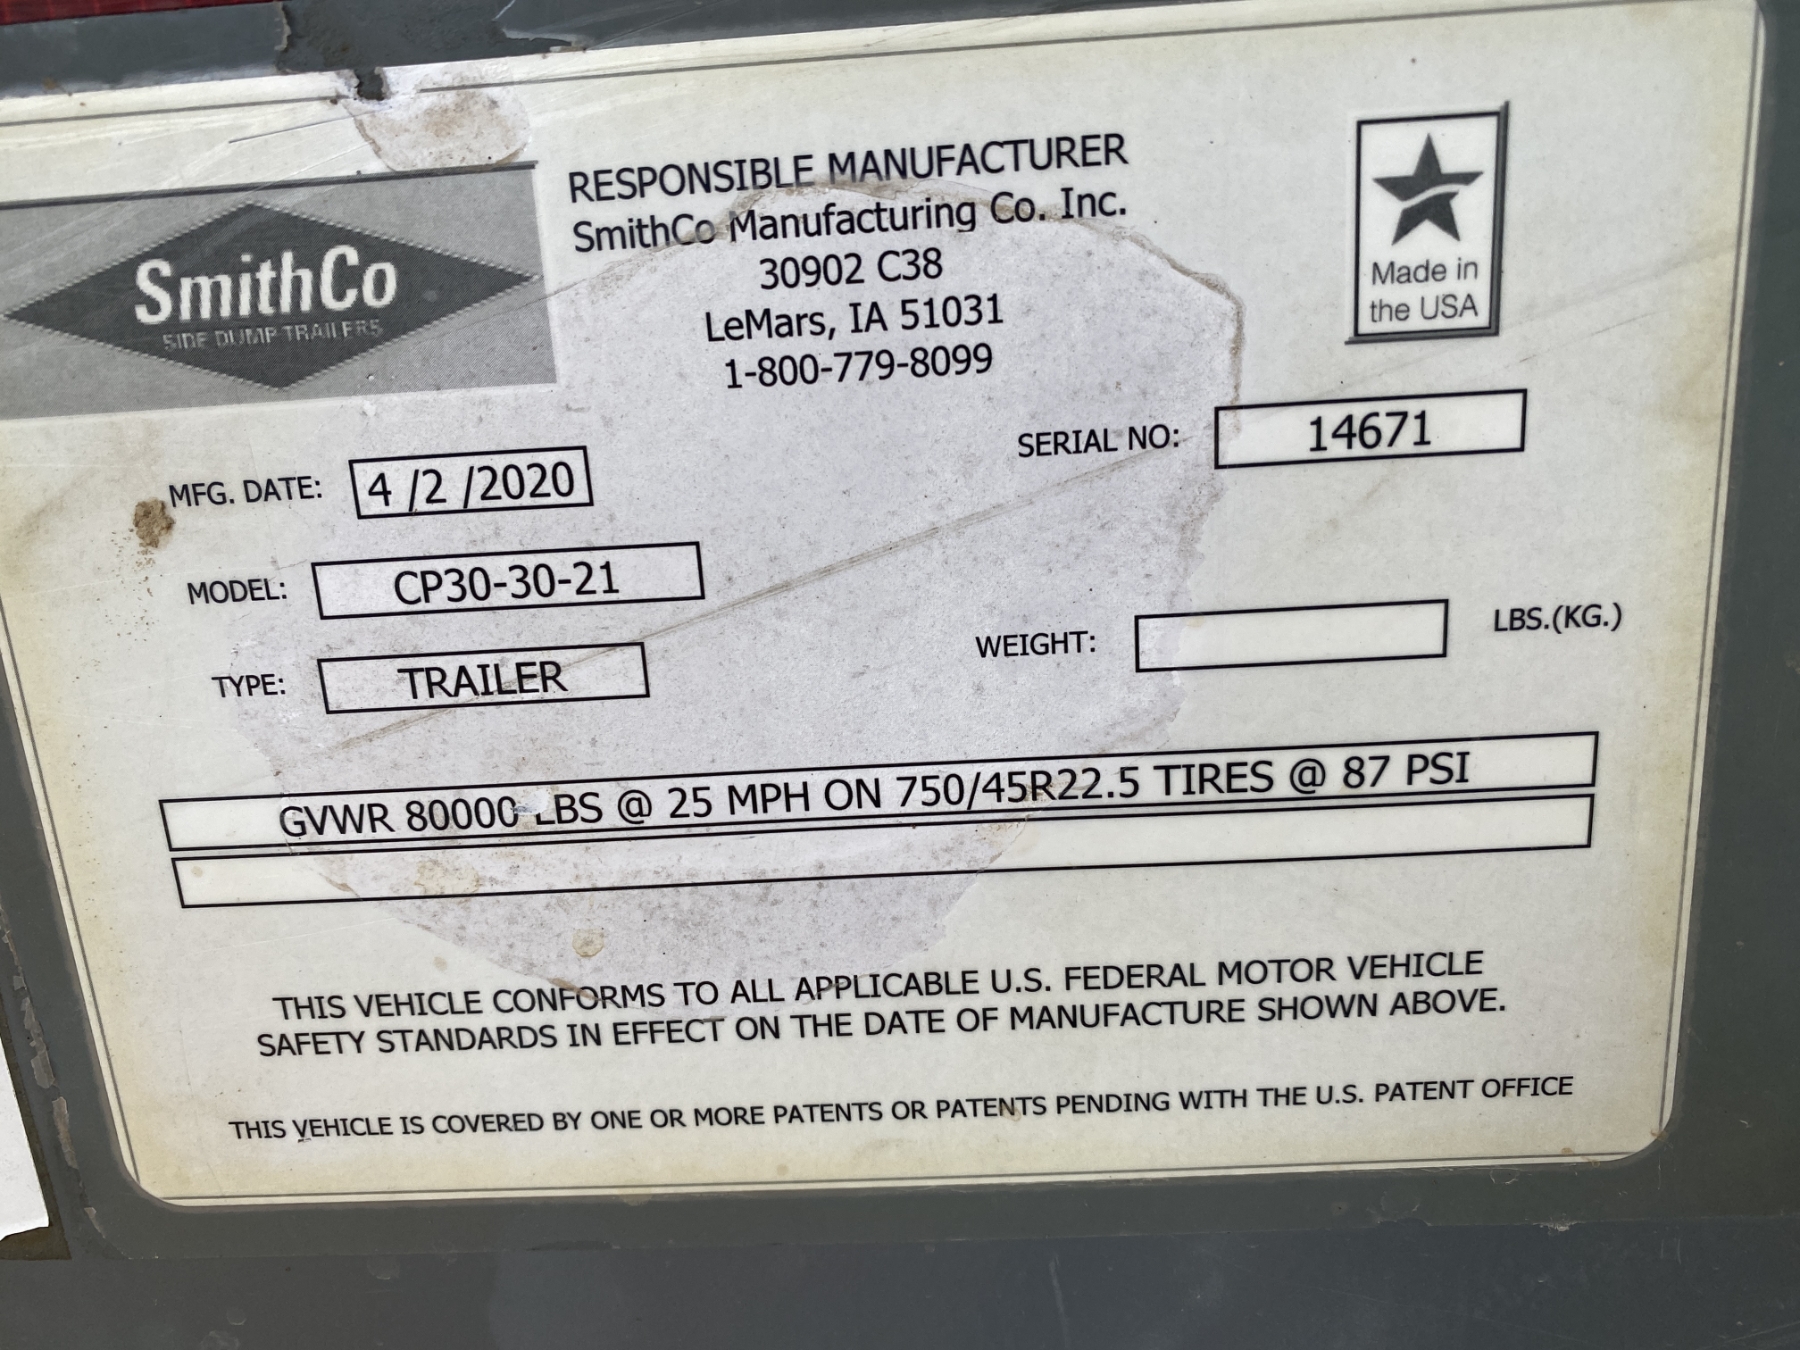 SmithCo
SIDE DUMP TRAILERS
RESPONSIBLE MANUFACTURER
SmithCo Manufacturing Co. Inc.
30902 C38
LeMars, IA 51031
1-800-779-8099
Made in
the USA
SERIAL NO: 14671
MFG. DATE: 4 /2 /2020
MODEL: CP30-30-21
WEIGHT: LBS.(KG.)
TYPE: TRAILER
GVWR 80000 LBS @ 25 MPH ON 750/45R22.5 TIRES @ 87 PSI
THIS VEHICLE CONFORMS TO ALL APPLICABLE U.S. FEDERAL MOTOR VEHICLE
SAFETY STANDARDS IN EFFECT ON THE DATE OF MANUFACTURE SHOWN ABOVE.
THIS VEHICLE IS COVERED BY ONE OR MORE PATENTS OR PATENTS PENDING WITH THE U.S. PATENT OFFICE